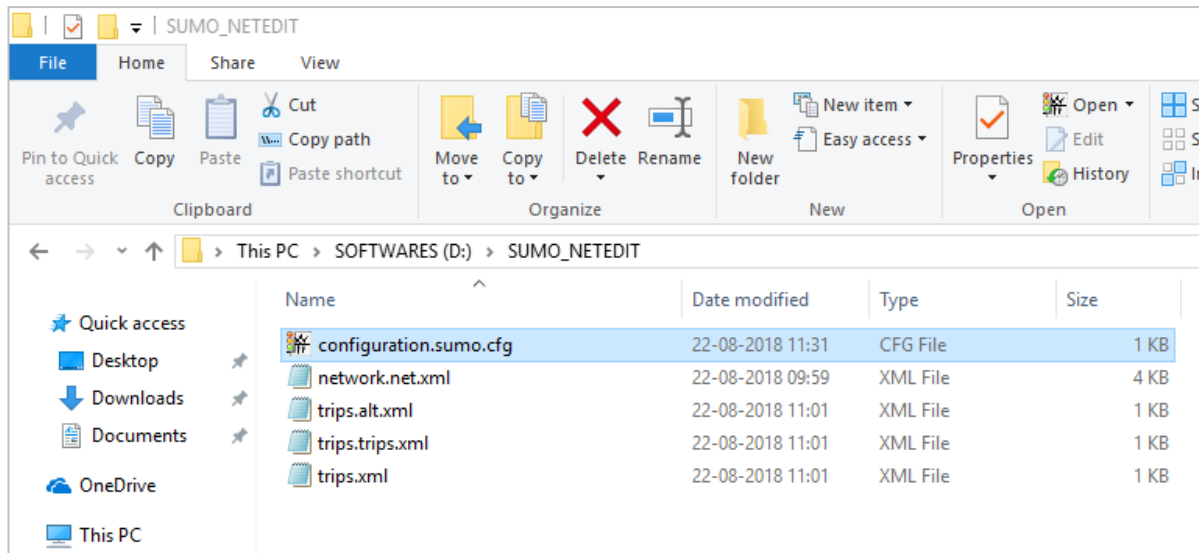 SUMO_NETEDIT
File Home Share View
Cut
Copy path
Paste shortcut
Pin to Quick access
Copy
Paste
Clipboard
Move to
Copy to
Delete
Rename
Organize
New folder
New item
Easy access
New
Properties
Open
Edit
History
Open
S
S
This PC > SOFTWARES (D:) > SUMO_NETEDIT
Name Date modified Type Size
Quick access
Desktop
Downloads
Documents
OneDrive
This PC
configuration.sumo.cfg 22-08-2018 11:31 CFG File 1 KB
network.net.xml 22-08-2018 09:59 XML File 4 KB
trips.alt.xml 22-08-2018 11:01 XML File 1 KB
trips.trips.xml 22-08-2018 11:01 XML File 1 KB
trips.xml 22-08-2018 11:01 XML File 1 KB